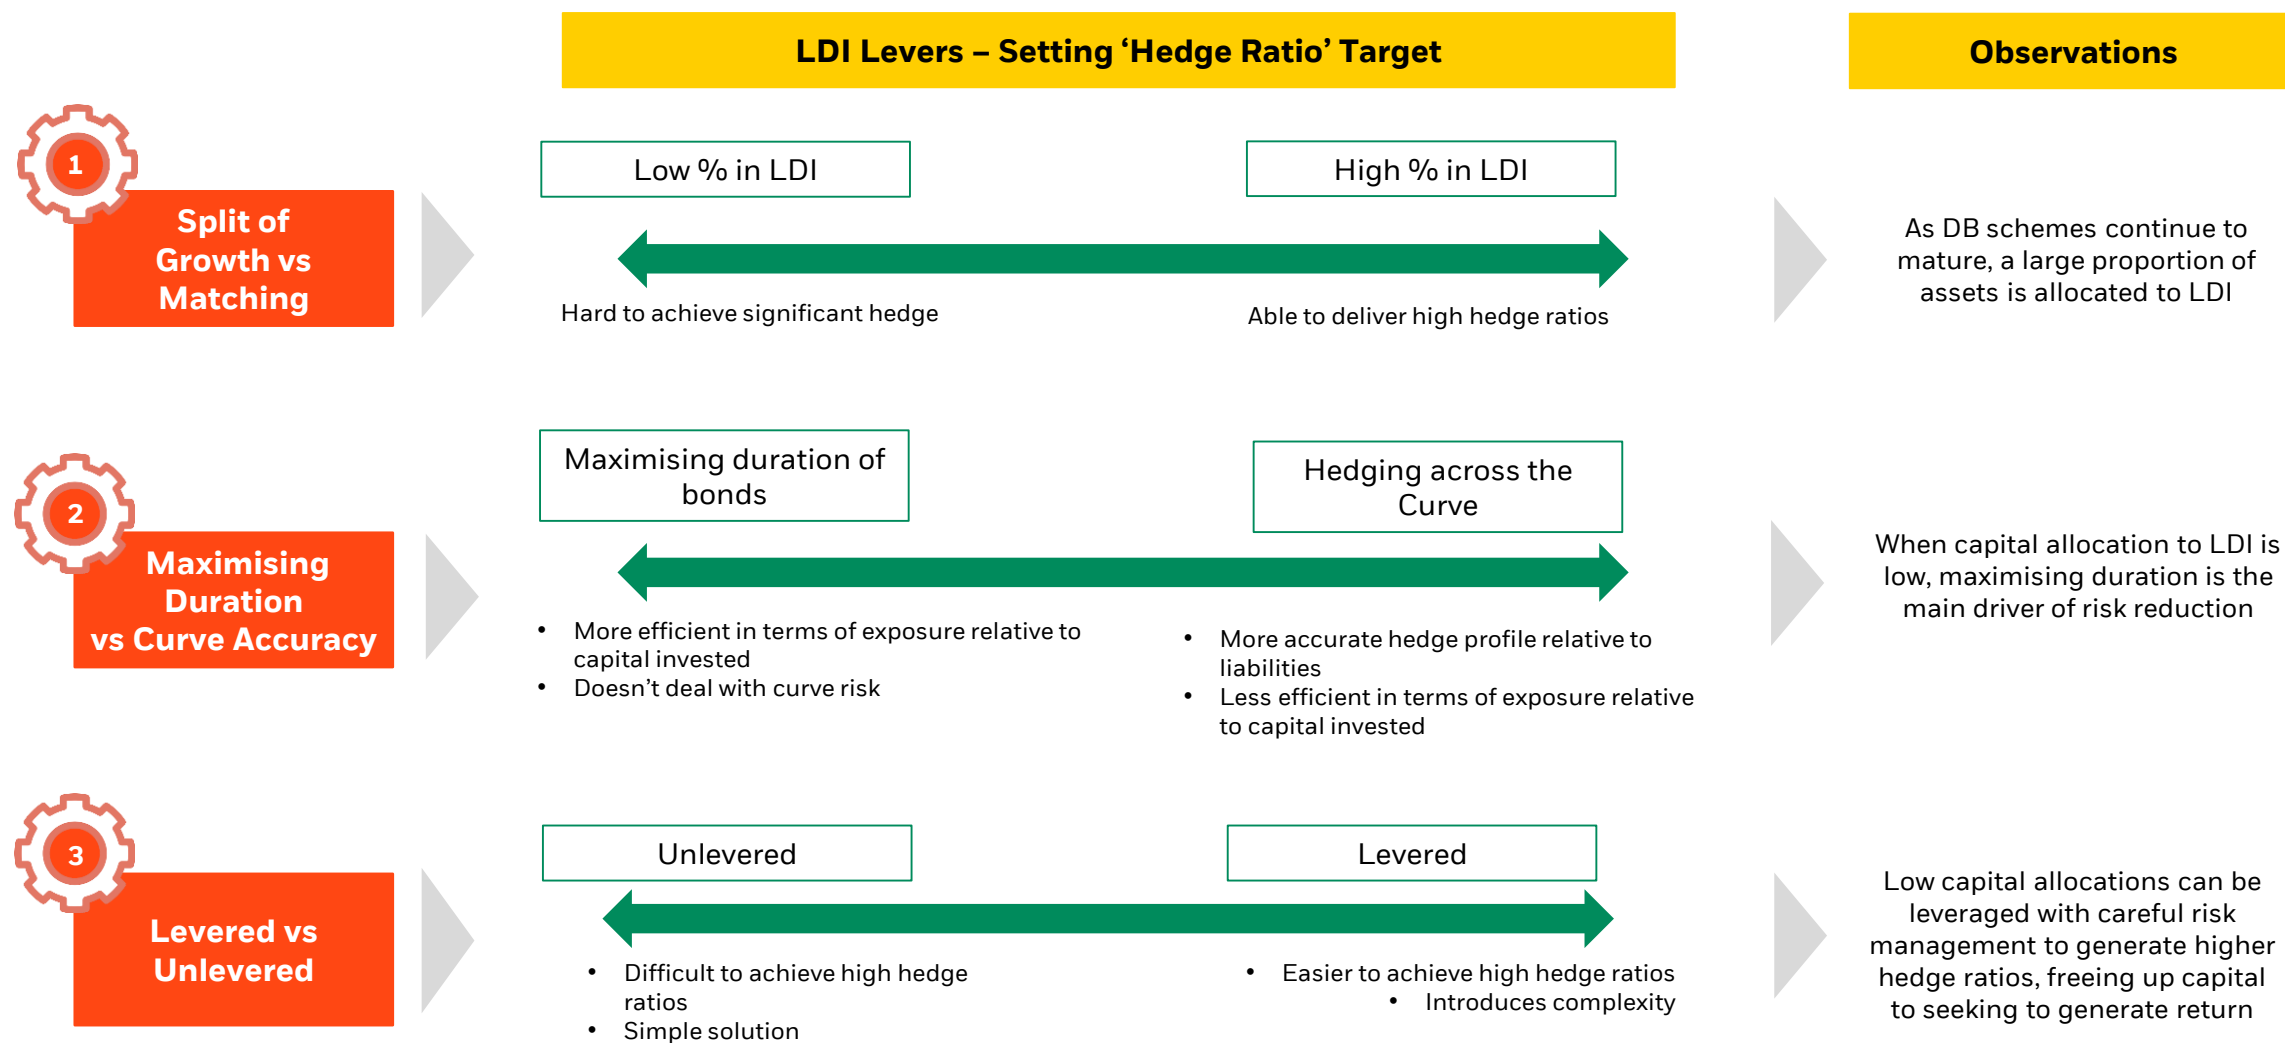 LDI Levers – Setting ‘Hedge Ratio’ Target
Observations
1
Split of
Growth vs
Matching
Low % in LDI
High % in LDI
Hard to achieve significant hedge
Able to deliver high hedge ratios
As DB schemes continue to
mature, a large proportion of
assets is allocated to LDI
2
Maximising
Duration
vs Curve Accuracy
Maximising duration of
bonds
Hedging across the
Curve
• More efficient in terms of exposure relative to
capital invested
• Doesn’t deal with curve risk
• More accurate hedge profile relative to
liabilities
• Less efficient in terms of exposure relative
to capital invested
When capital allocation to LDI is
low, maximising duration is the
main driver of risk reduction
3
Levered vs
Unlevered
Unlevered
Levered
• Difficult to achieve high hedge
ratios
• Simple solution
• Easier to achieve high hedge ratios
• Introduces complexity
Low capital allocations can be
leveraged with careful risk
management to generate higher
hedge ratios, freeing up capital
to seeking to generate return